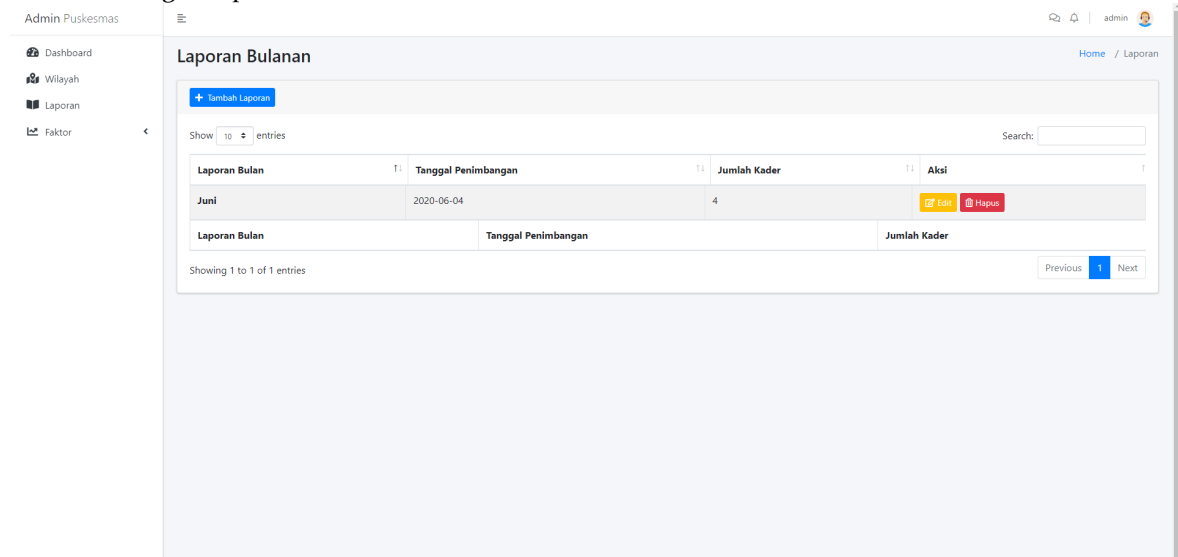 Admin Puskesmas
admin
Dashboard
Wilayah
Laporan
Faktor
Laporan Bulanan
Home / Laporan
+ Tambah Laporan
Show 10 entries
Search:
Laporan Bulan Tanggal Penimbangan Jumlah Kader Aksi
Juni 2020-06-04 4 Edit Hapus
Laporan Bulan Tanggal Penimbangan Jumlah Kader
Showing 1 to 1 of 1 entries
Previous 1 Next